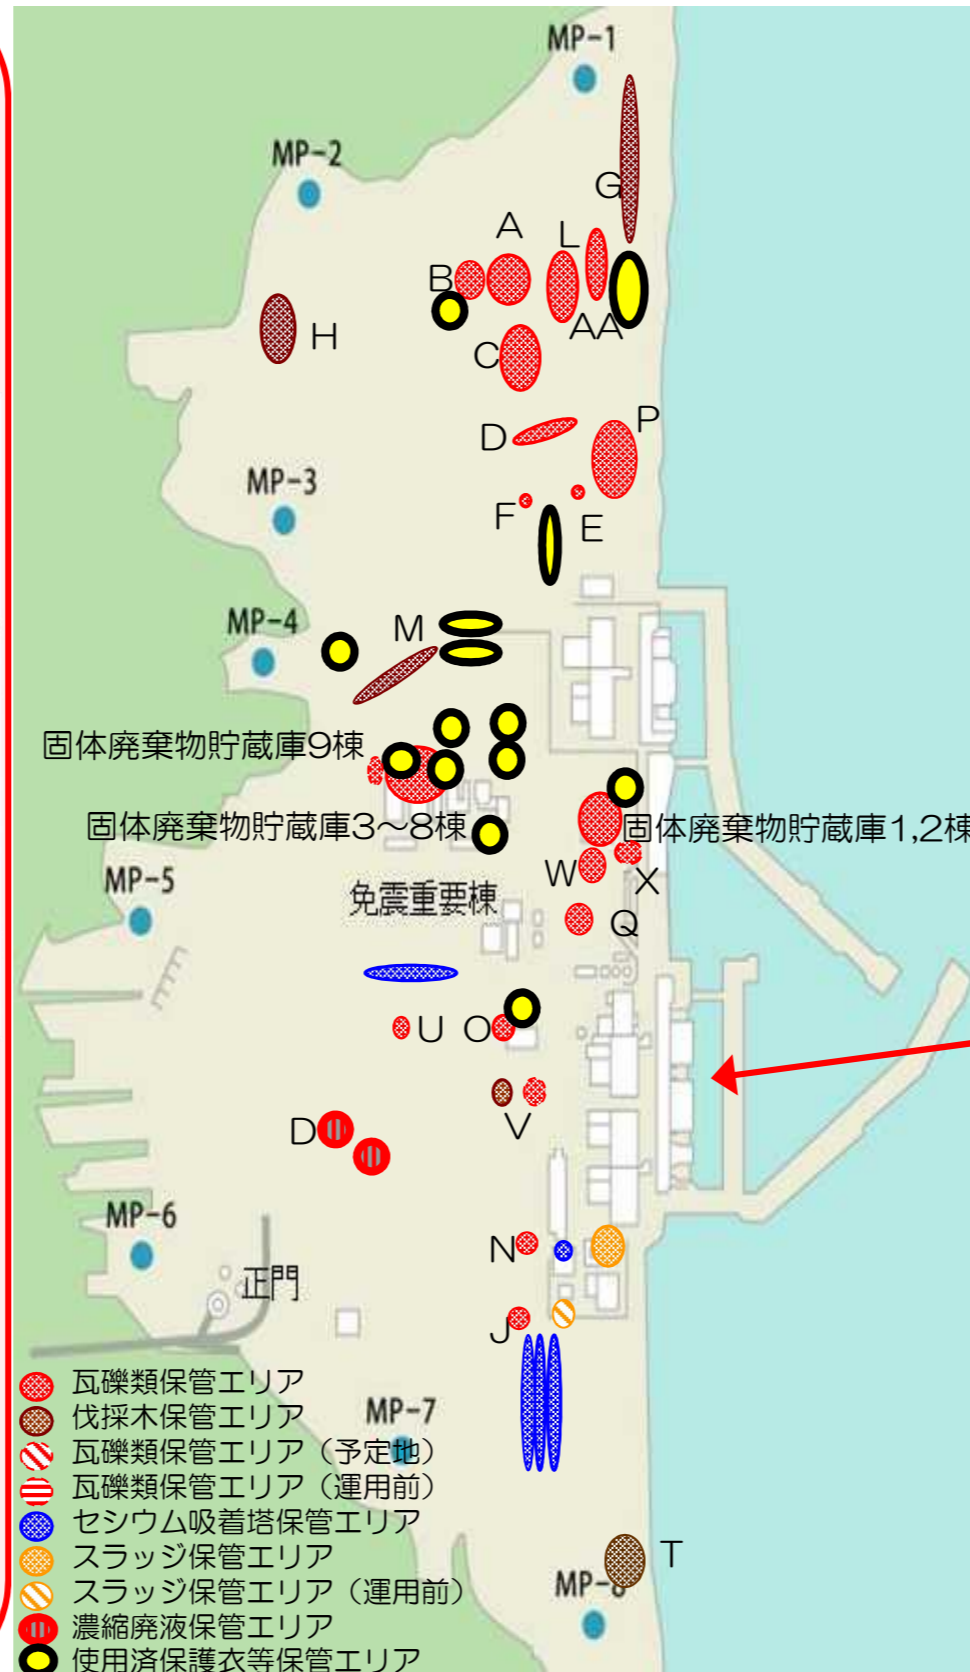 MP-1
MP-2
G
A
L
B
AA
H
C
P
D
MP-3
F
E
MP-4
M
固体廃棄物貯蔵庫9棟
固体廃棄物貯蔵庫3〜8棟
固体廃棄物貯蔵庫1,2棟
W
X
MP-5
免震重要棟
Q
U
O
V
D
MP-6
N
正門
J
瓦礫類保管エリア
伐採木保管エリア
MP-7
瓦礫類保管エリア（予定地）
瓦礫類保管エリア（運用前）
セシウム吸着塔保管エリア
スラッジ保管エリア
T
スラッジ保管エリア（運用前）
MP-8
濃縮廃液保管エリア
使用済保護衣等保管エリア